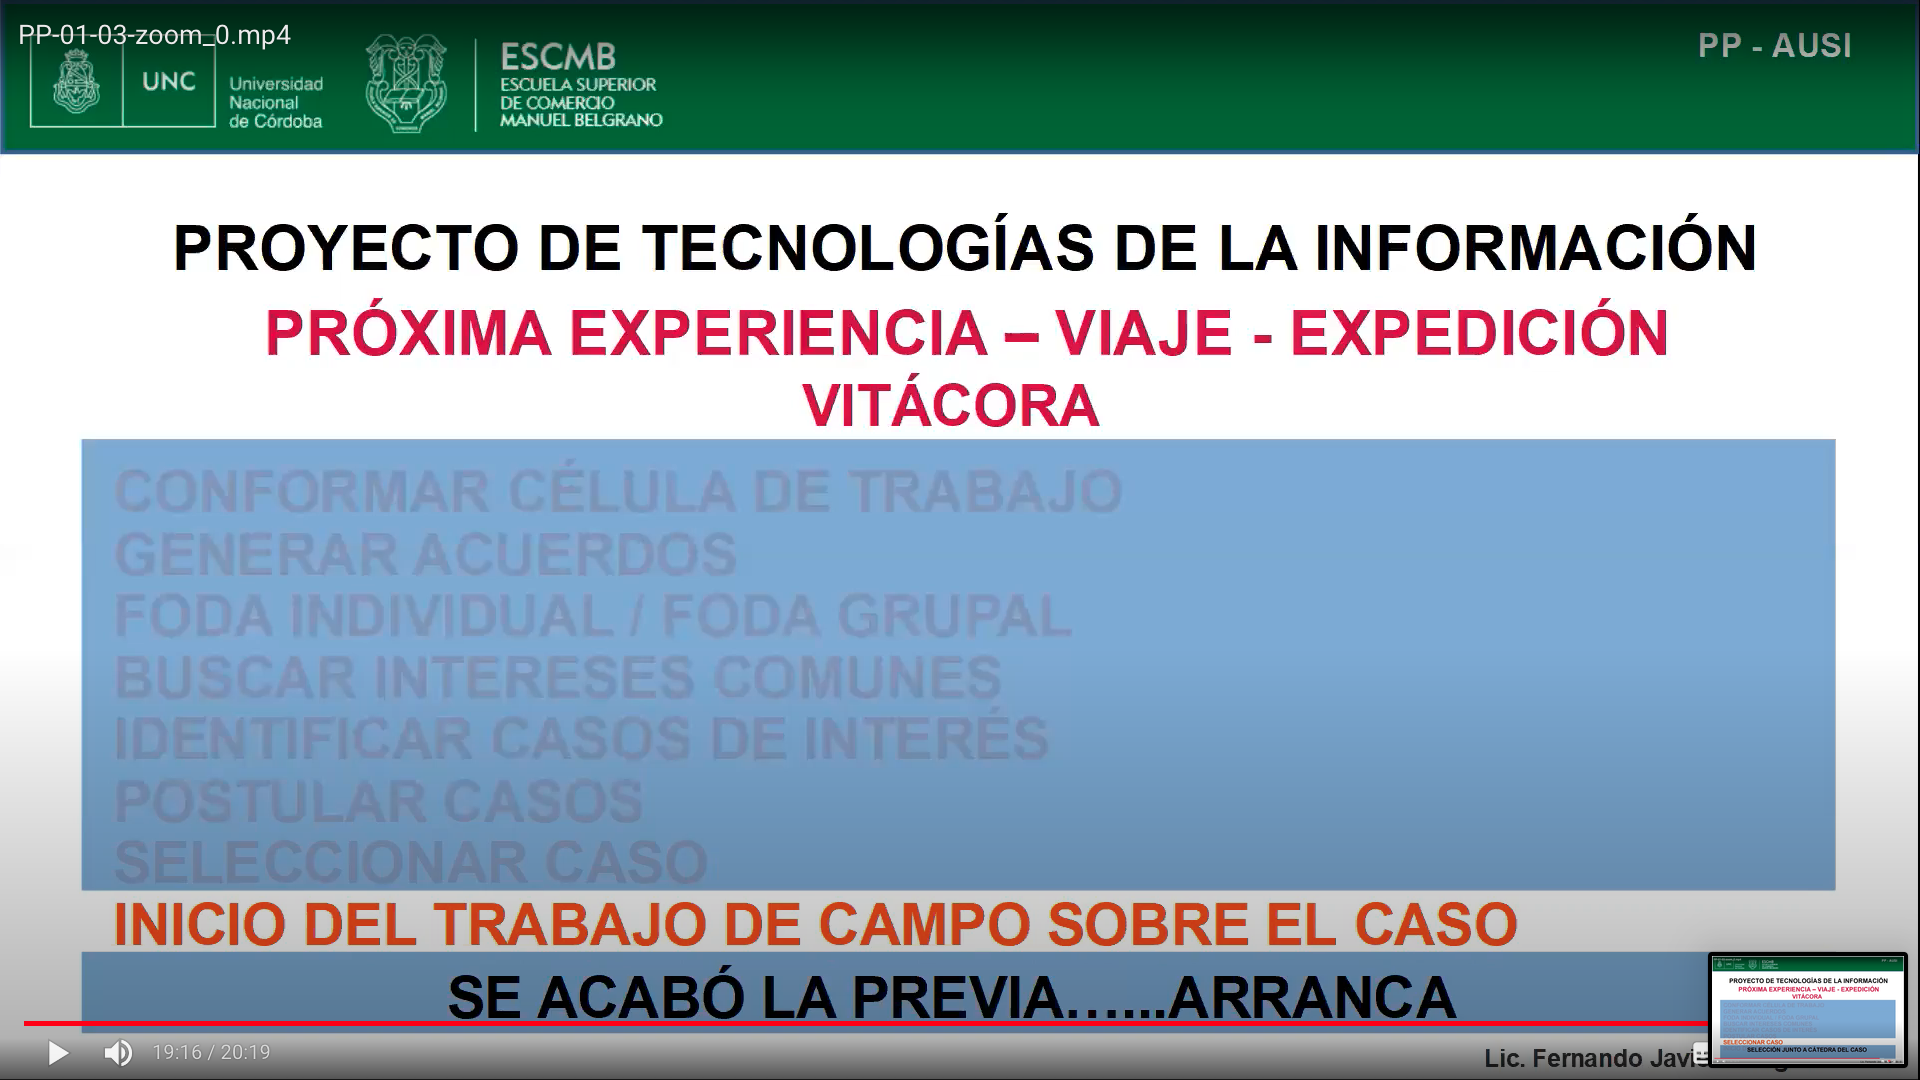 PP-01-03-zoom_0.mp4
UNC
Universidad
Nacional
de Córdoba
ESCMB
ESCUELA SUPERIOR
DE COMERCIO
MANUEL BELGRANO
PP - AUSI
PROYECTO DE TECNOLOGÍAS DE LA INFORMACIÓN
PRÓXIMA EXPERIENCIA – VIAJE - EXPEDICIÓN
VITÁCORA
CONFORMAR CÉLULA DE TRABAJO
GENERAR ACUERDOS
FODA INDIVIDUAL / FODA GRUPAL
BUSCAR INTERESES COMUNES
IDENTIFICAR CASOS DE INTERÉS
POSTULAR CASOS
SELECCIONAR CASO
INICIO DEL TRABAJO DE CAMPO SOBRE EL CASO
SE ACABÓ LA PREVIA…...ARRANCA
19:16 / 20:19
Lic. Fernando
PROYECTO DE TECNOLOGÍAS DE LA INFORMACIÓN
PRÓXIMA EXPERIENCIA – VIAJE - EXPEDICIÓN
VITÁCORA
SELECCIONAR CASO
SELECCIÓN JUNTO A CÁTEDRA DEL CASO